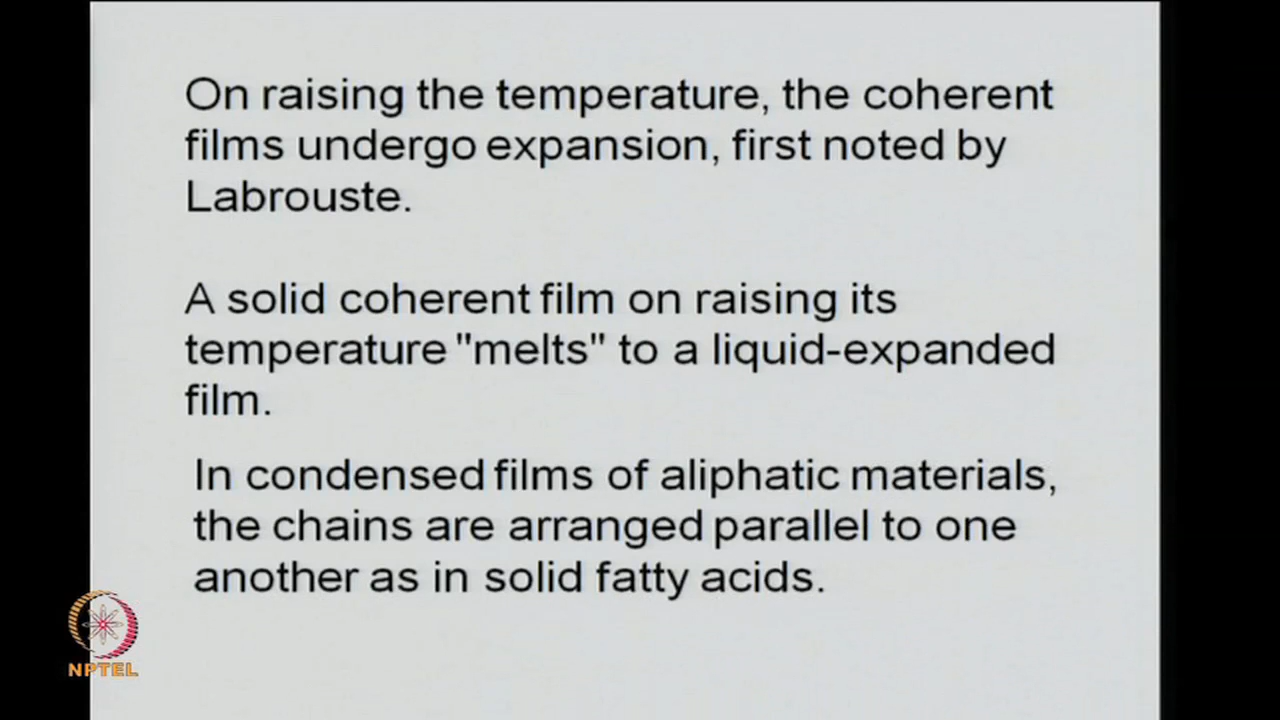 On raising the temperature, the coherent
films undergo expansion, first noted by
Labrouste.
A solid coherent film on raising its
temperature "melts" to a liquid-expanded
film.
In condensed films of aliphatic materials,
the chains are arranged parallel to one
another as in solid fatty acids.
NPTEL